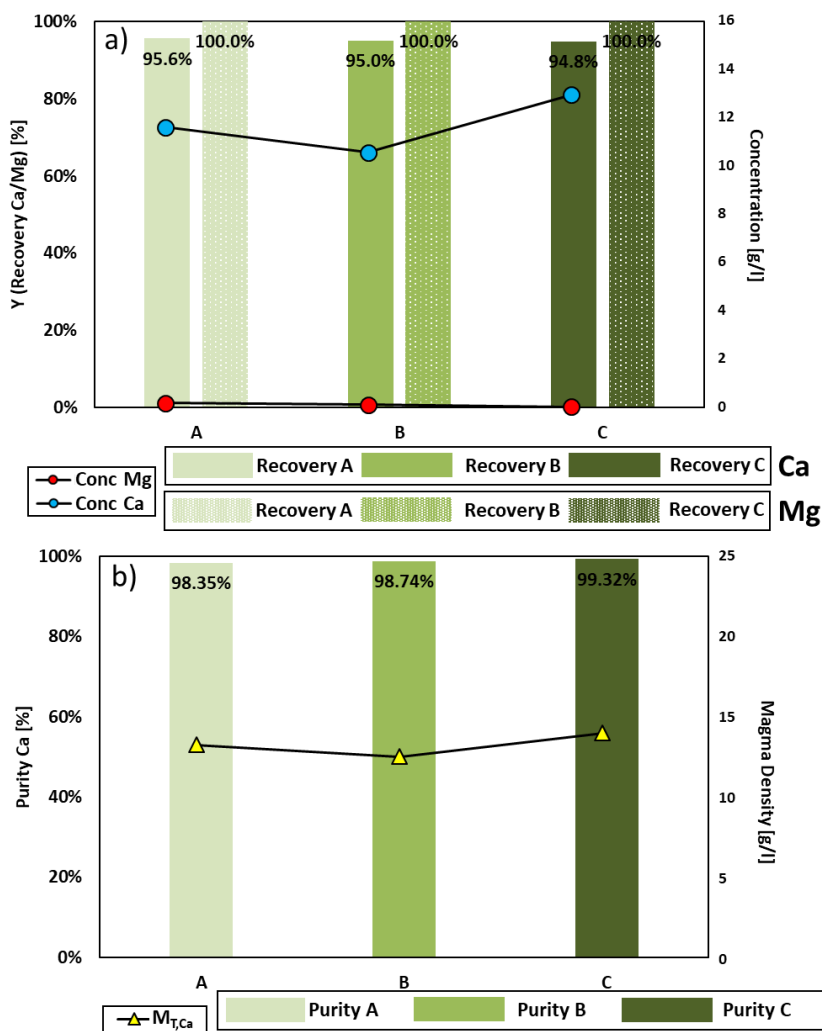 a)
Y (Recovery Ca/Mg) [%]
100%
80%
60%
40%
20%
0%
95.6%
100.0%
95.0%
100.0%
94.8%
100.0%
16
14
12
10
8
6
4
2
0
Concentration [g/l]
A B C
Conc Mg
Conc Ca
Recovery A Recovery B Recovery C Ca
Recovery A Recovery B Recovery C Mg
b)
Purity Ca [%]
100%
80%
60%
40%
20%
0%
98.35%
98.74%
99.32%
25
20
15
10
5
0
Magma Density [g/l]
A B C
M_T,Ca
Purity A Purity B Purity C